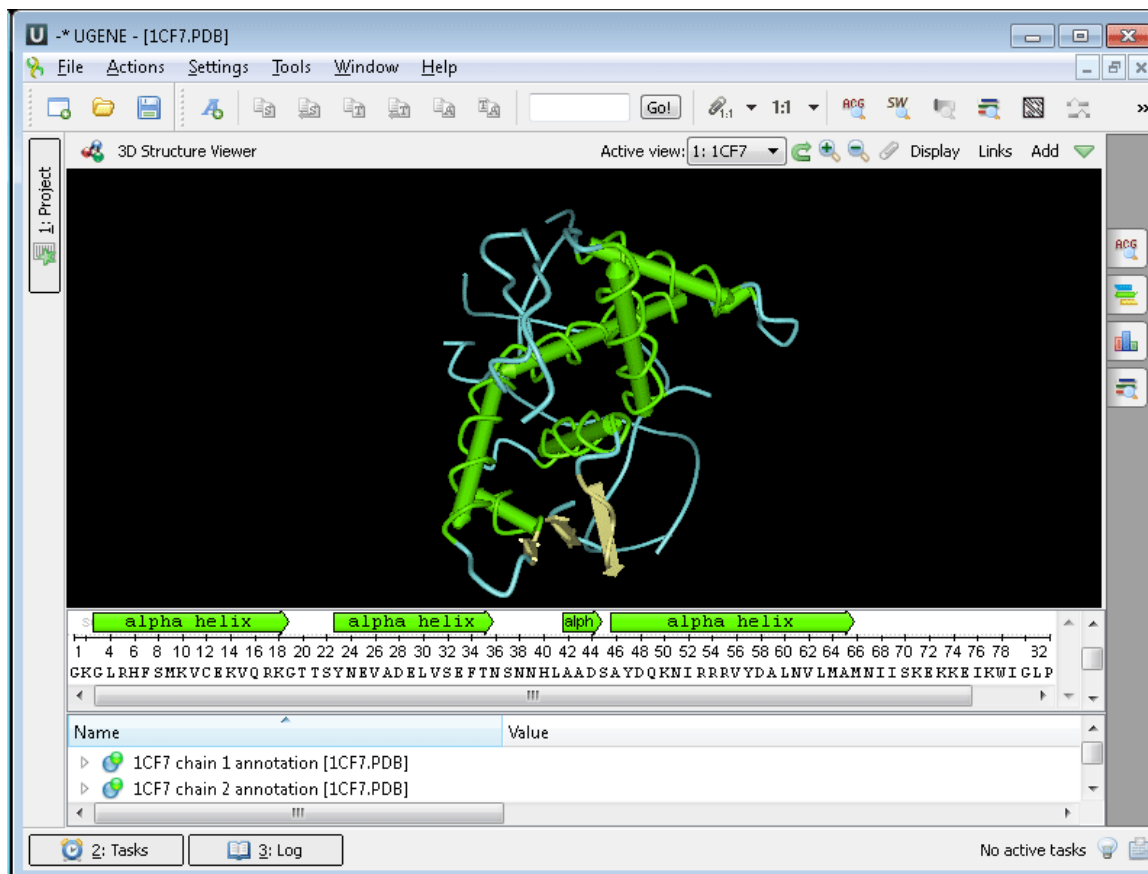 -* UGENE - [1CF7.PDB]
File Actions Settings Tools Window Help
Go! 1:1 1:1 ACG SW »
1: Project
3D Structure Viewer Active view: 1: 1CF7 Display Links Add
ACG
alpha helix alpha helix alph alpha helix
1 4 6 8 10 12 14 16 18 20 22 24 26 28 30 32 34 36 38 40 42 44 46 48 50 52 54 56 58 60 62 64 66 68 70 72 74 76 78 32
GKGLRHFSMKVCEKVQRKGTTSYNEVADELVSEFTNSNNHLAADSAYDQKNIRRRVYDALNVLMAMNIISKEKKEIKWIGLP
Name Value
1CF7 chain 1 annotation [1CF7.PDB]
1CF7 chain 2 annotation [1CF7.PDB]
2: Tasks 3: Log No active tasks